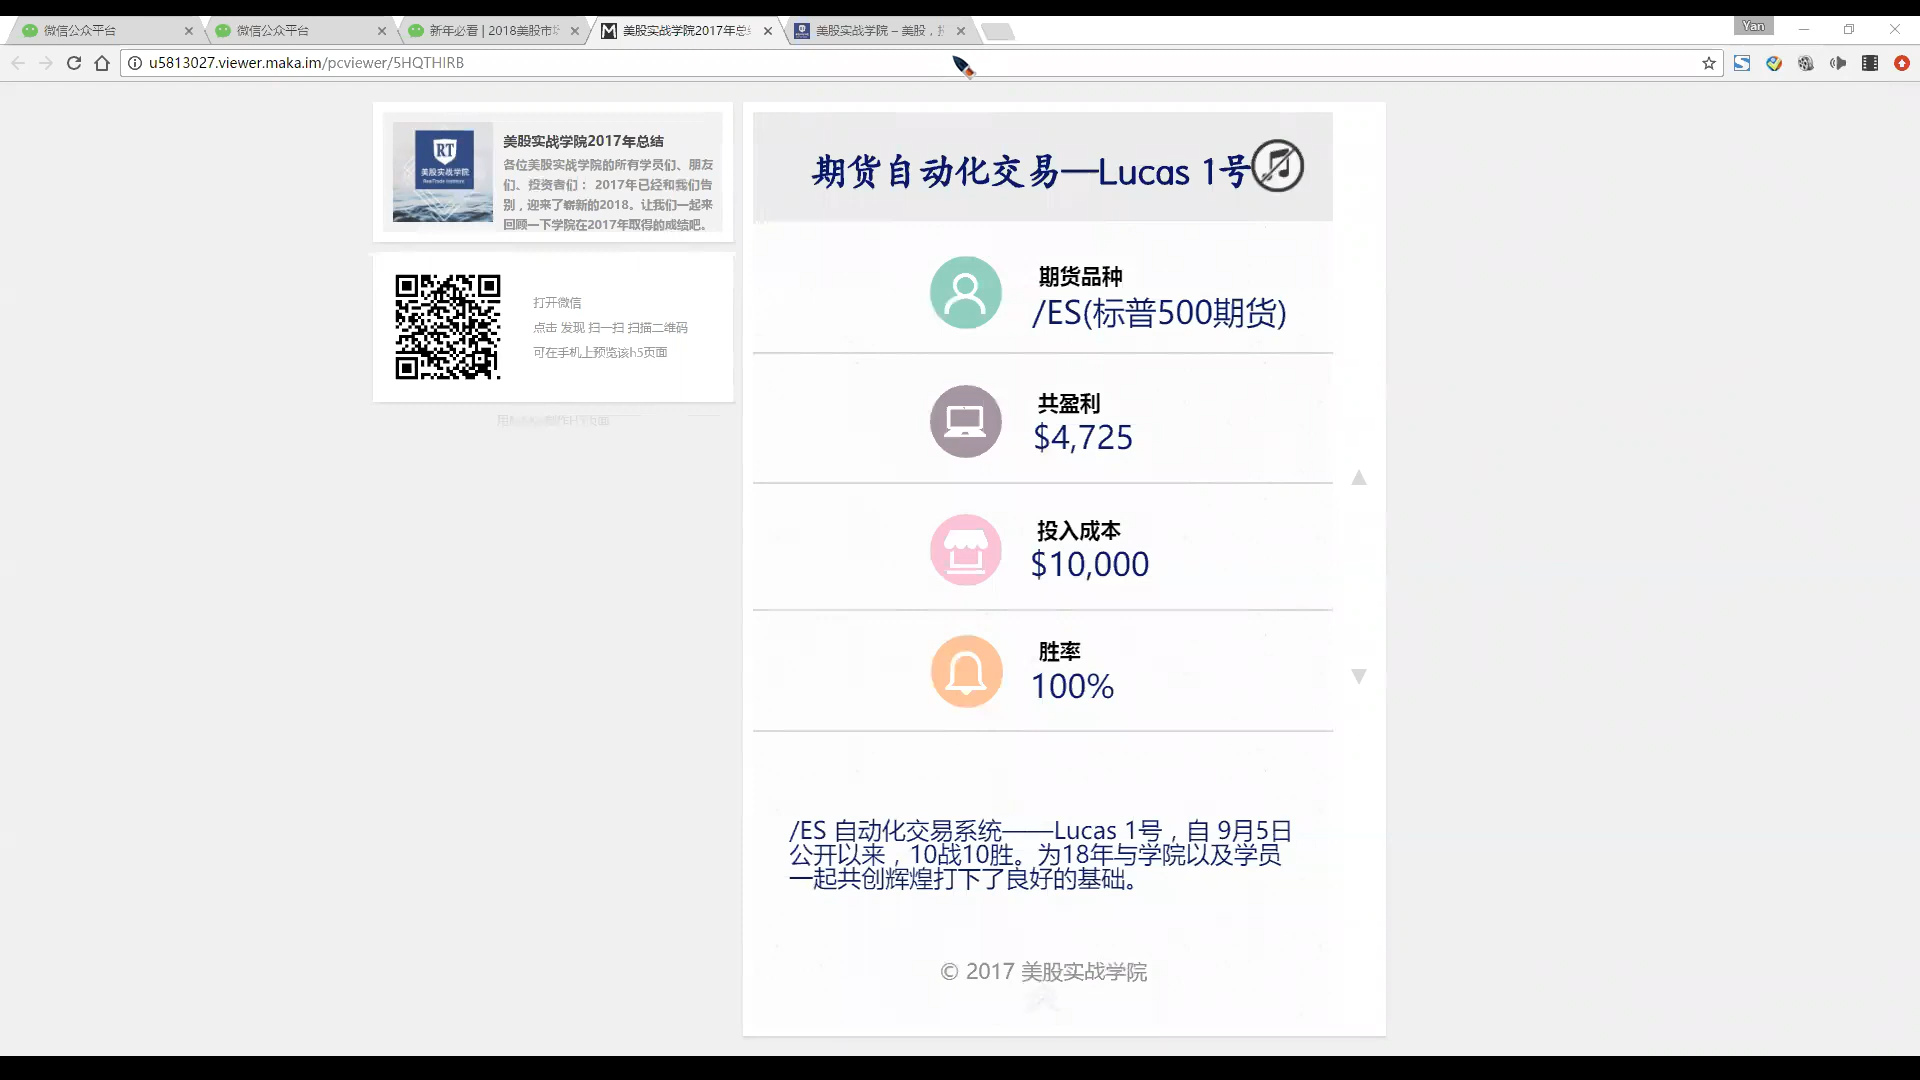 微信公众平台
微信公众平台
新年必看 | 2018美股市场
美股实战学院2017年总结
美股实战学院 – 美股，投
Yan
u5813027.viewer.maka.im/pcviewer/5HQTHIRB
RT
美股实战学院
RealTrade Institute
美股实战学院2017年总结
各位美股实战学院的所有学员们、朋友
们、投资者们： 2017年已经和我们告
别，迎来了崭新的2018。让我们一起来
回顾一下学院在2017年取得的成绩吧。
打开微信
点击 发现 扫一扫 扫描二维码
可在手机上预览该h5页面
期货自动化交易—Lucas 1号
期货品种
/ES(标普500期货)
共盈利
$4,725
投入成本
$10,000
胜率
100%
/ES 自动化交易系统——Lucas 1号，自 9月5日
公开以来，10战10胜。为18年与学院以及学员
一起共创辉煌打下了良好的基础。
© 2017 美股实战学院